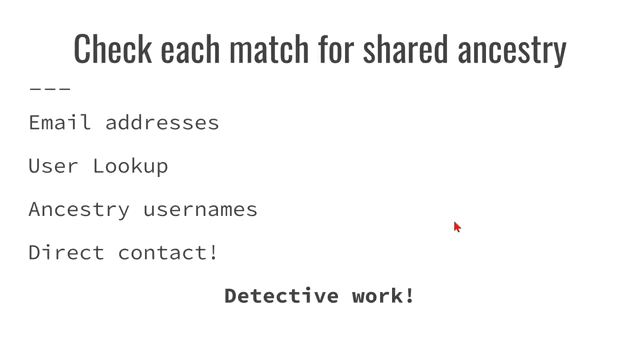 Check each match for shared ancestry
Email addresses
User Lookup
Ancestry usernames
Direct contact!
Detective work!